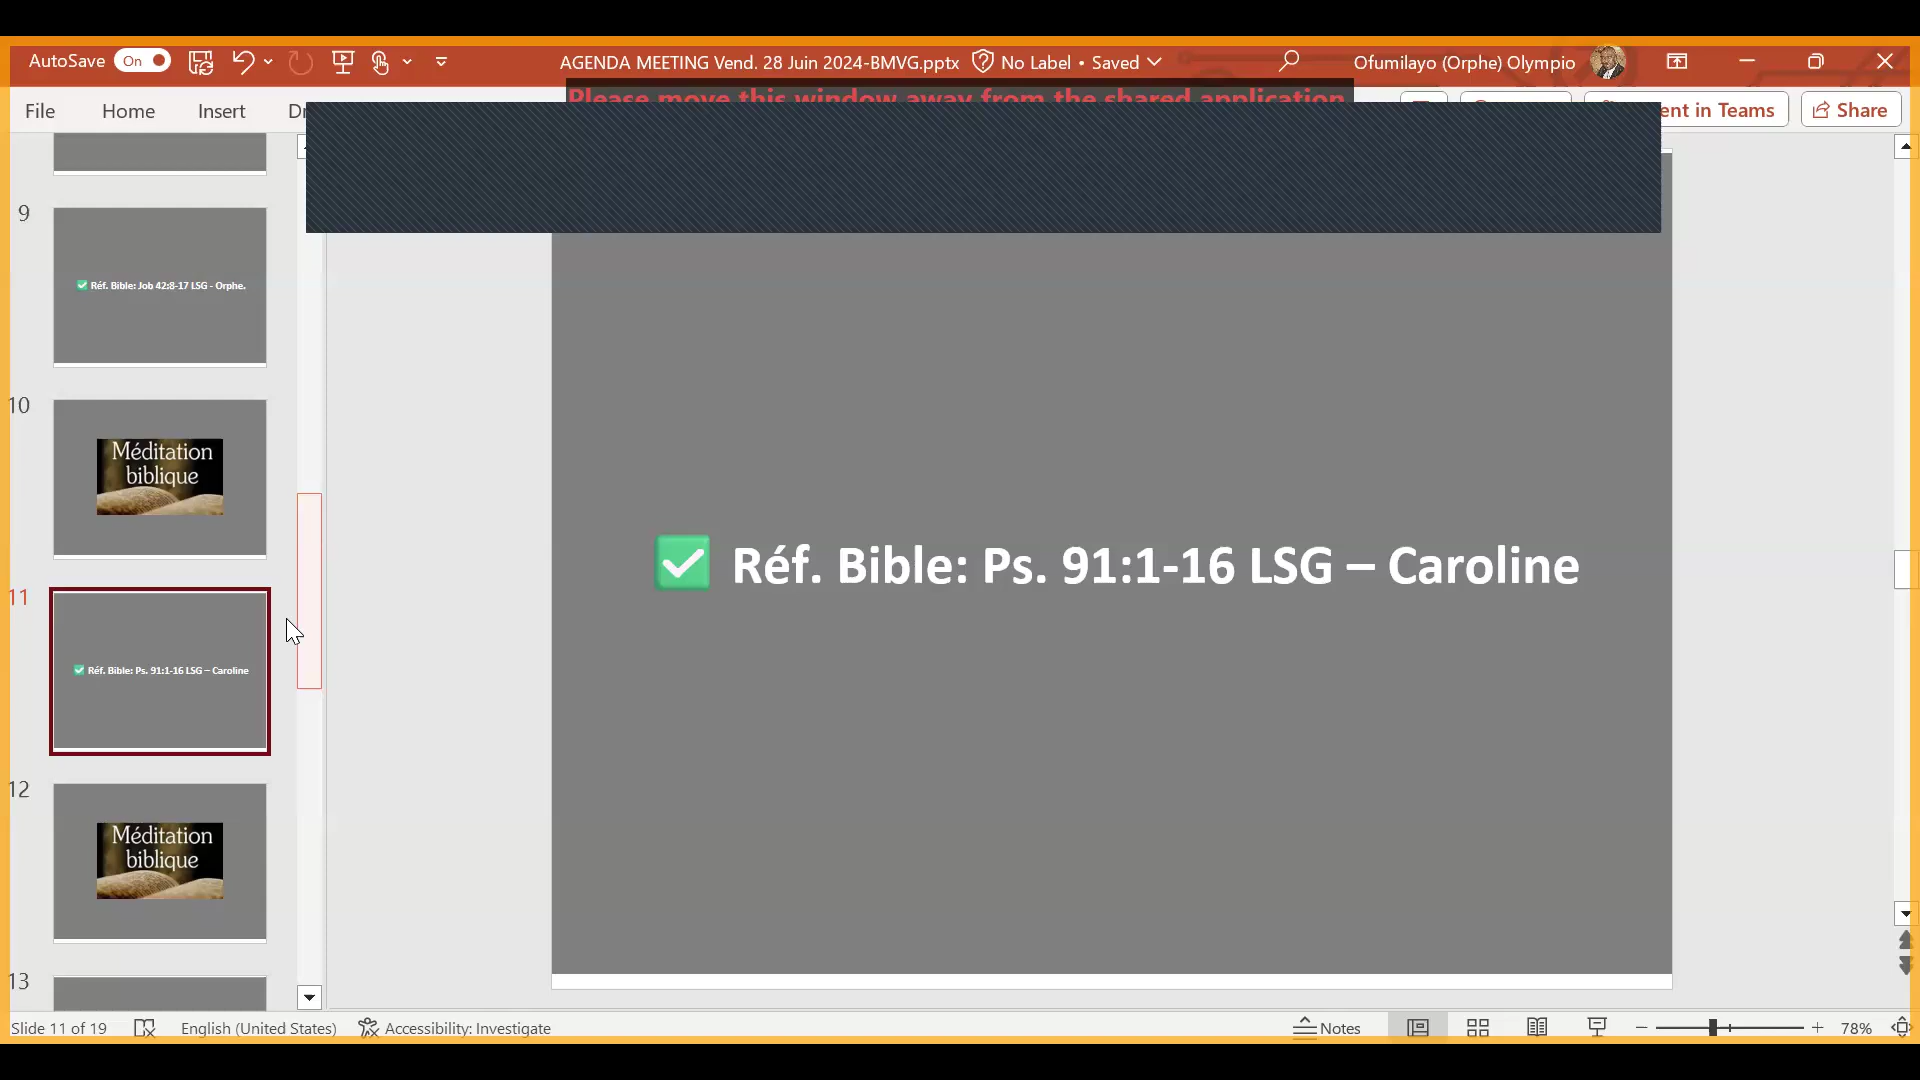 AutoSave On
AGENDA MEETING Vend. 28 Juin 2024-BMVG.pptx
No Label • Saved
Ofumilayo (Orphe) Olympio
Please move this window away from the shared application
File Home Insert
in Teams
Share
9
✅ Réf. Bible: Job 42:8-17 LSG - Orphe.
10
Méditation
biblique
11
✅ Réf. Bible: Ps. 91:1-16 LSG – Caroline
12
Méditation
biblique
13
✅ Réf. Bible: Ps. 91:1-16 LSG – Caroline
Slide 11 of 19
English (United States)
Accessibility: Investigate
Notes
78%